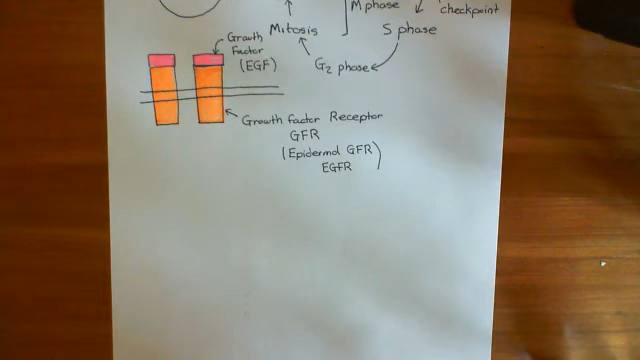 M phase
checkpoint
Mitosis
S phase
Growth
Factor
(EGF)
G2 phase
Growth Factor Receptor
GFR
(Epidermal GFR)
EGFR